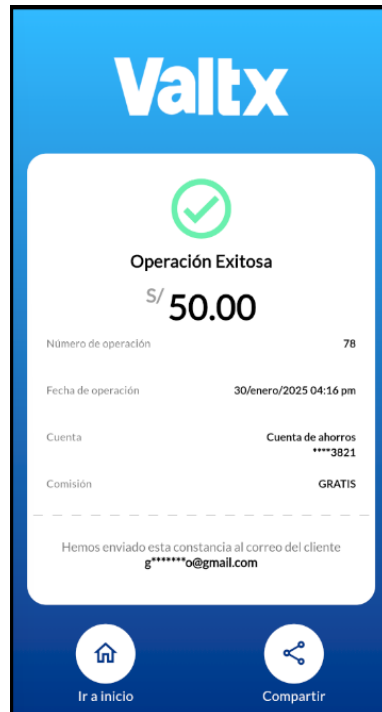 Valtx
Operación Exitosa
S/ 50.00
Número de operación 78
Fecha de operación 30/enero/2025 04:16 pm
Cuenta Cuenta de ahorros
****3821
Comisión GRATIS
Hemos enviado esta constancia al correo del cliente
g*******o@gmail.com
Ir a inicio Compartir